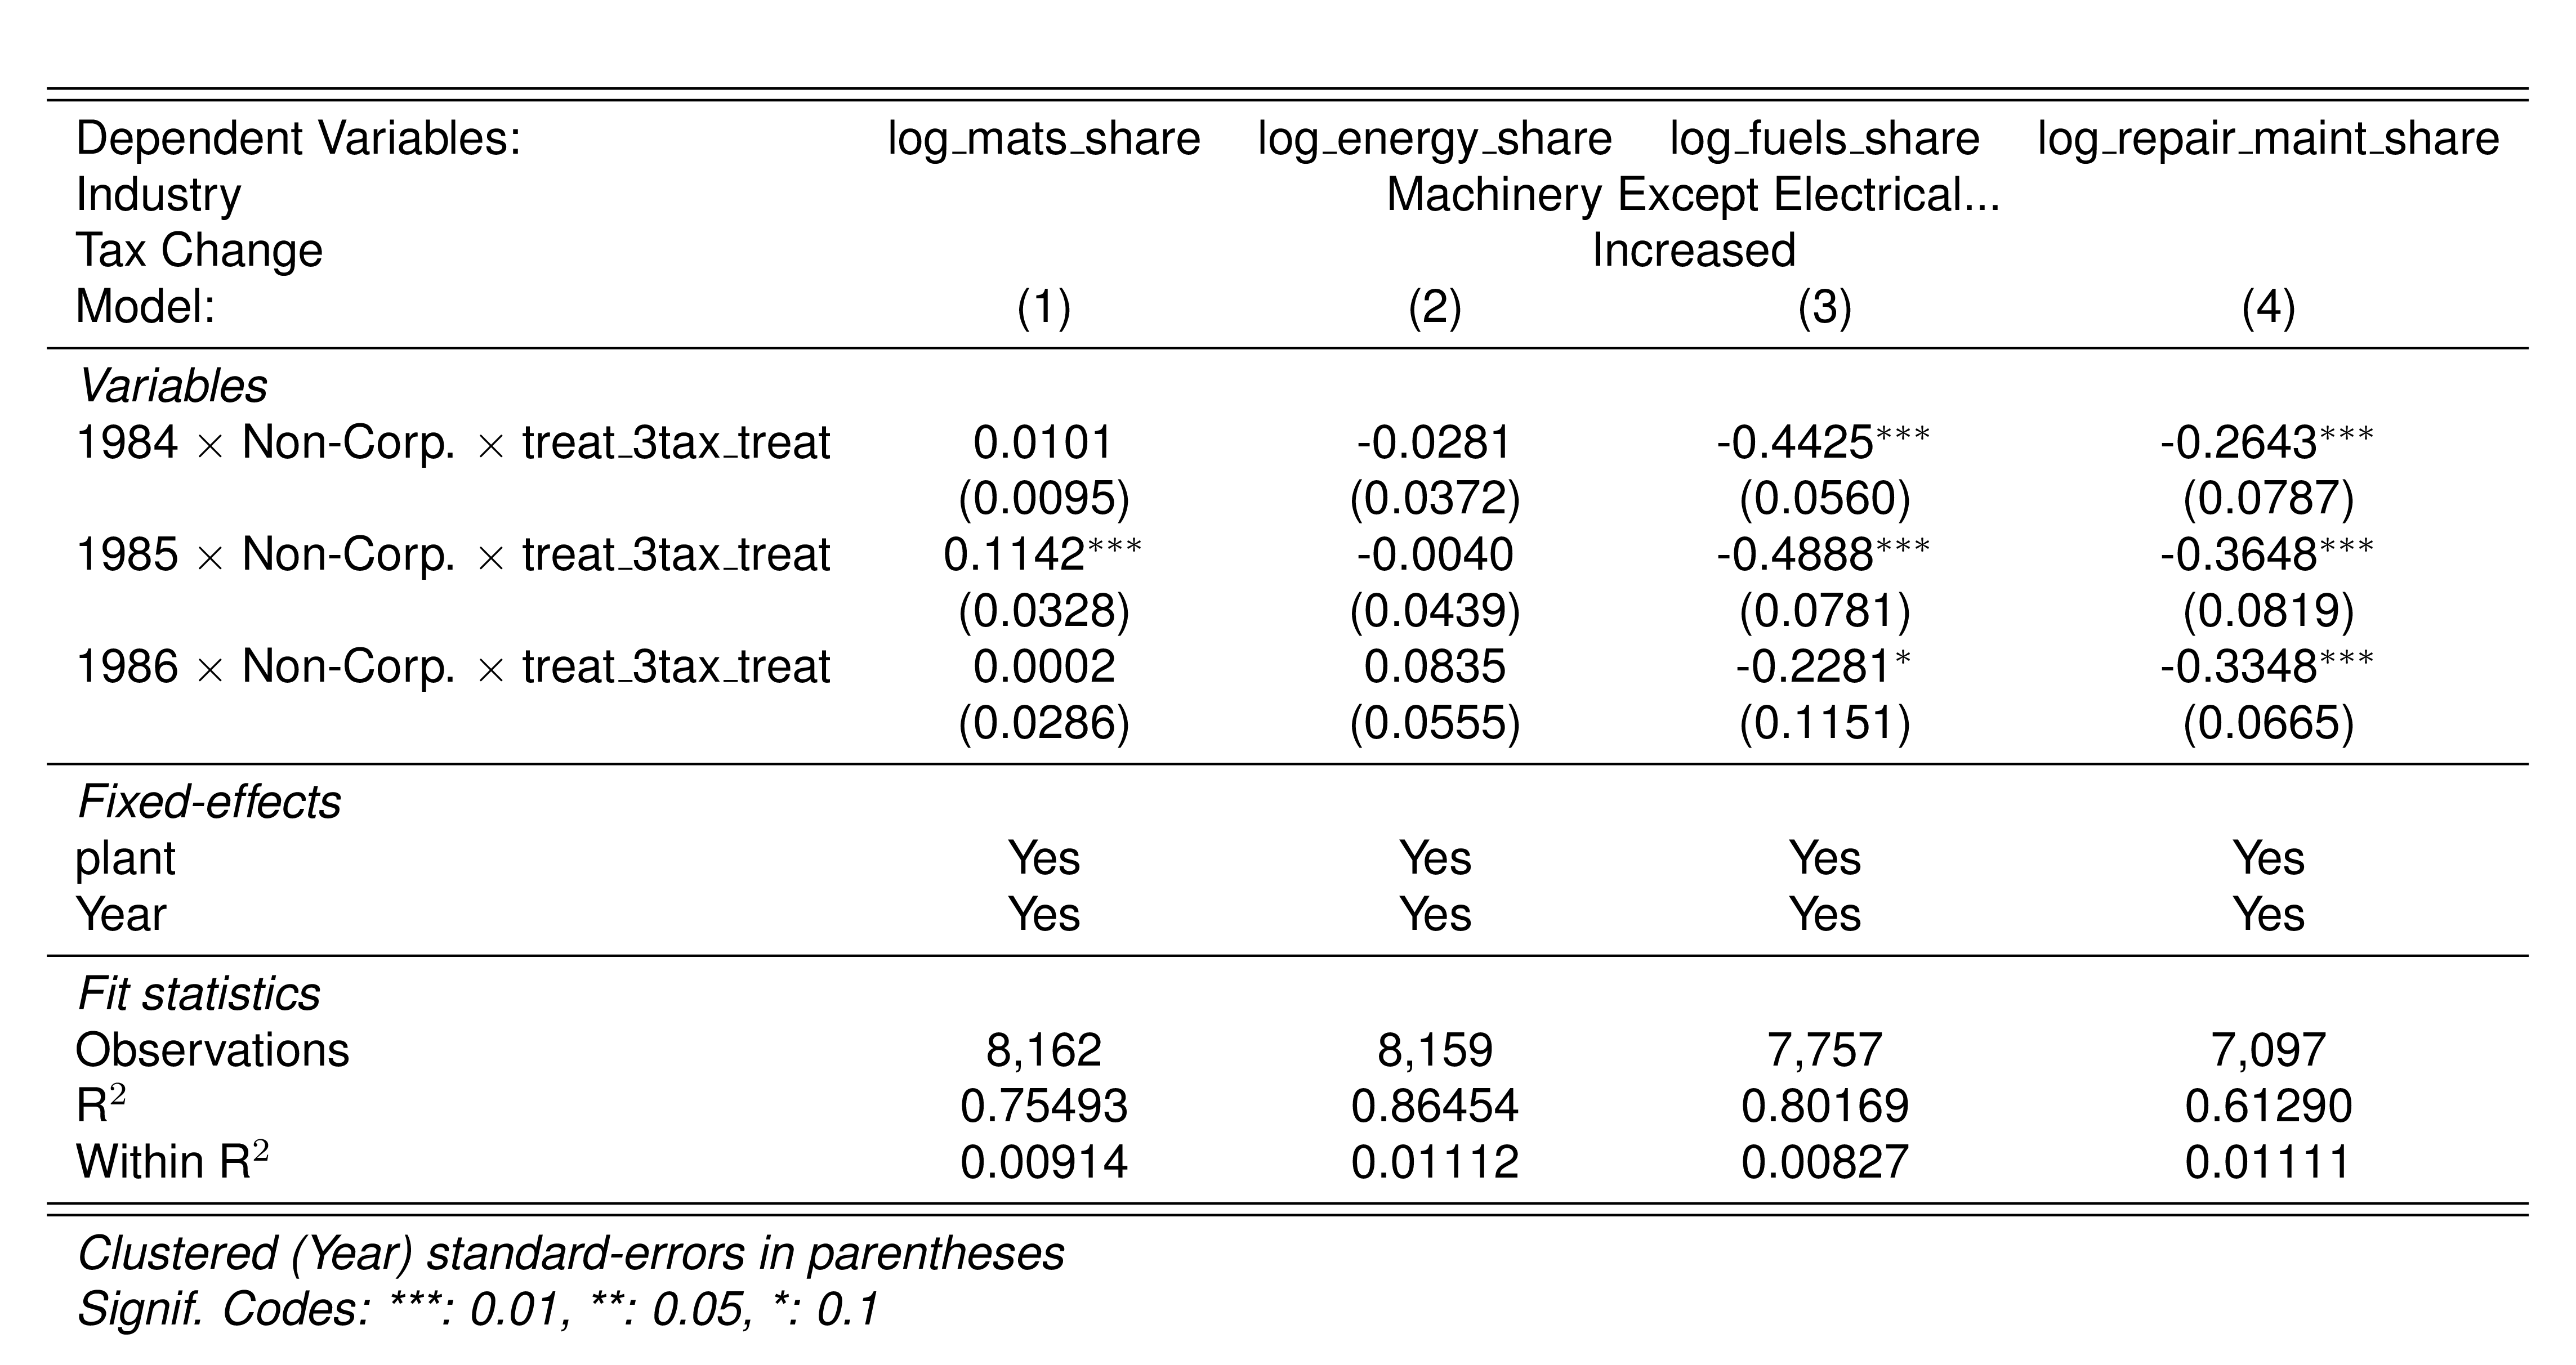 Dependent Variables: log_mats_share log_energy_share log_fuels_share log_repair_maint_share
Industry Machinery Except Electrical...
Tax Change Increased
Model: (1) (2) (3) (4)
Variables
1984 × Non-Corp. × treat_3tax_treat 0.0101 -0.0281 -0.4425*** -0.2643***
(0.0095) (0.0372) (0.0560) (0.0787)
1985 × Non-Corp. × treat_3tax_treat 0.1142*** -0.0040 -0.4888*** -0.3648***
(0.0328) (0.0439) (0.0781) (0.0819)
1986 × Non-Corp. × treat_3tax_treat 0.0002 0.0835 -0.2281* -0.3348***
(0.0286) (0.0555) (0.1151) (0.0665)
Fixed-effects
plant Yes Yes Yes Yes
Year Yes Yes Yes Yes
Fit statistics
Observations 8,162 8,159 7,757 7,097
R² 0.75493 0.86454 0.80169 0.61290
Within R² 0.00914 0.01112 0.00827 0.01111
Clustered (Year) standard-errors in parentheses
Signif. Codes: ***: 0.01, **: 0.05, *: 0.1